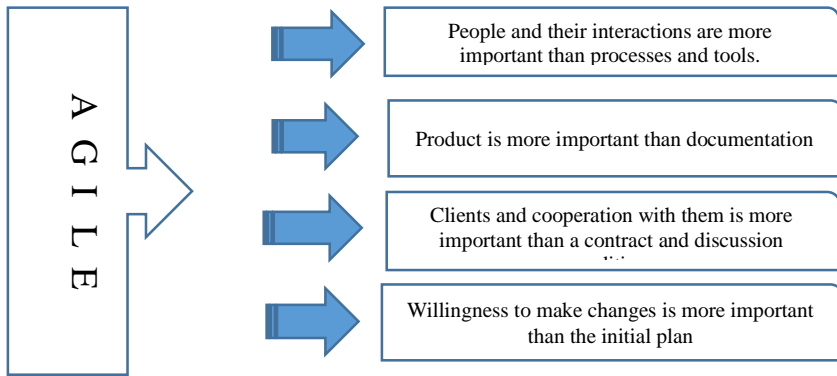 AGILE
People and their interactions are more
important than processes and tools.
Product is more important than documentation
Clients and cooperation with them is more
important than a contract and discussion
Willingness to make changes is more important
than the initial plan